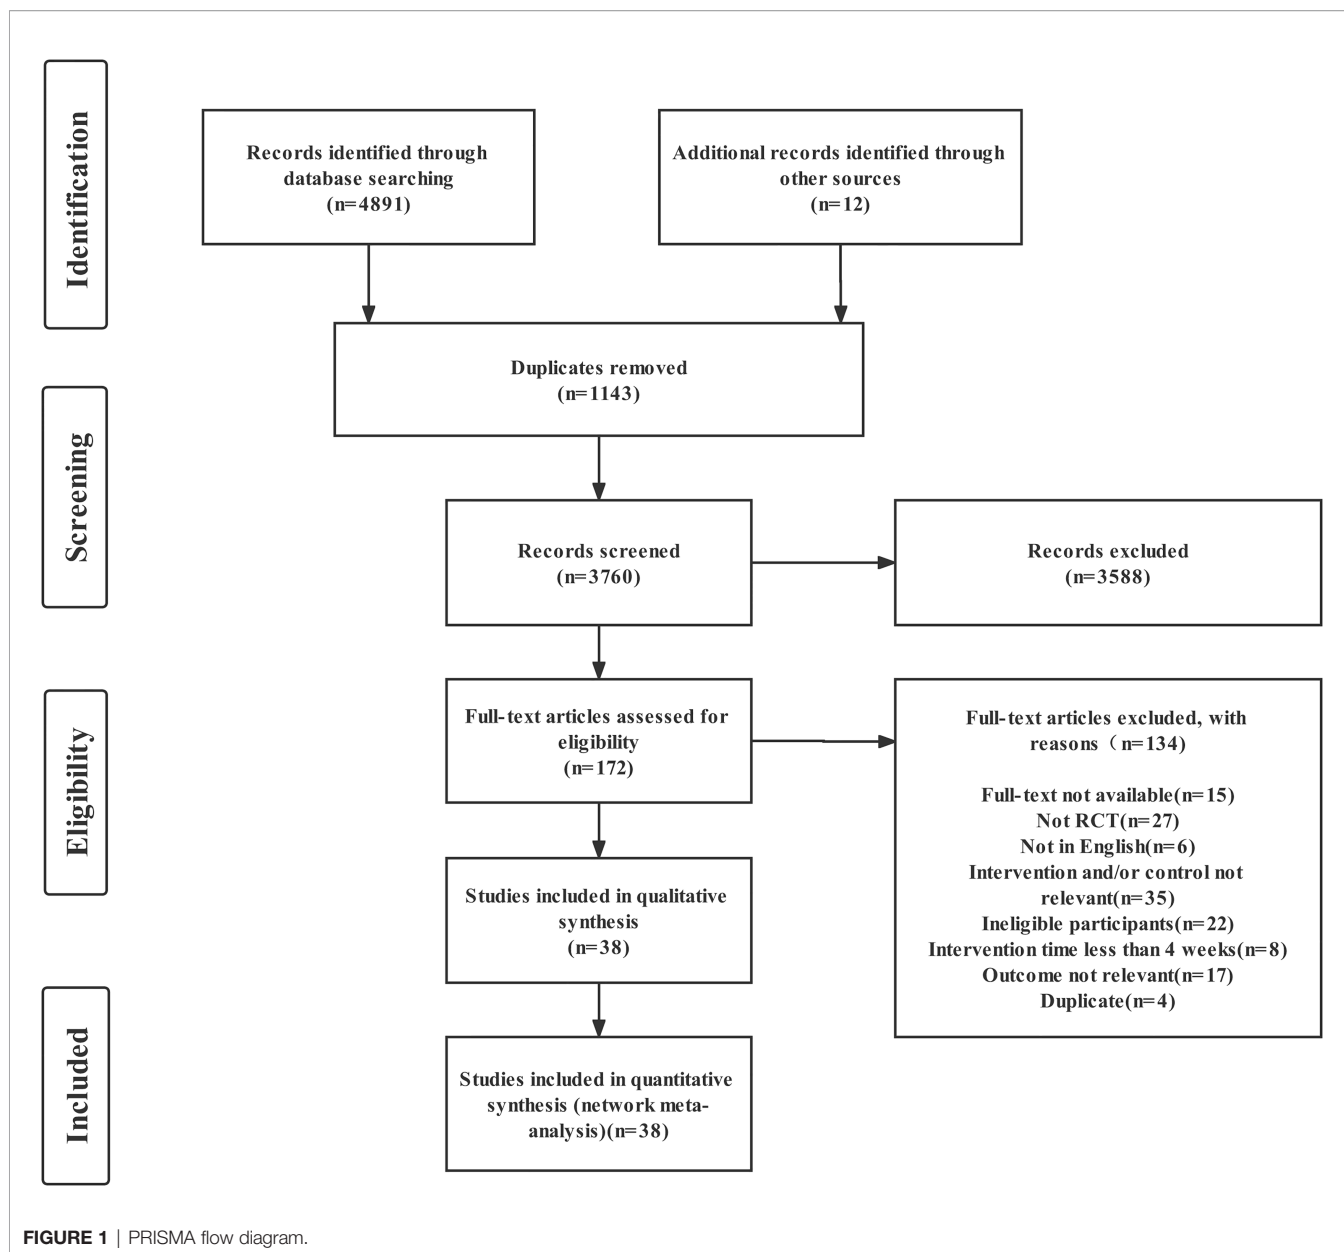 Identification
Records identified through
database searching
(n=4891)
Additional records identified through
other sources
(n=12)
Duplicates removed
(n=1143)
Screening
Records screened
(n=3760)
Records excluded
(n=3588)
Eligibility
Full-text articles assessed for
eligibility
(n=172)
Full-text articles excluded, with
reasons（n=134)
Full-text not available(n=15)
Not RCT(n=27)
Not in English(n=6)
Intervention and/or control not
relevant(n=35)
Ineligible participants(n=22)
Intervention time less than 4 weeks(n=8)
Outcome not relevant(n=17)
Duplicate(n=4)
Studies included in qualitative
synthesis
(n=38)
Included
Studies included in quantitative
synthesis (network meta-
analysis)(n=38)
FIGURE 1 | PRISMA flow diagram.